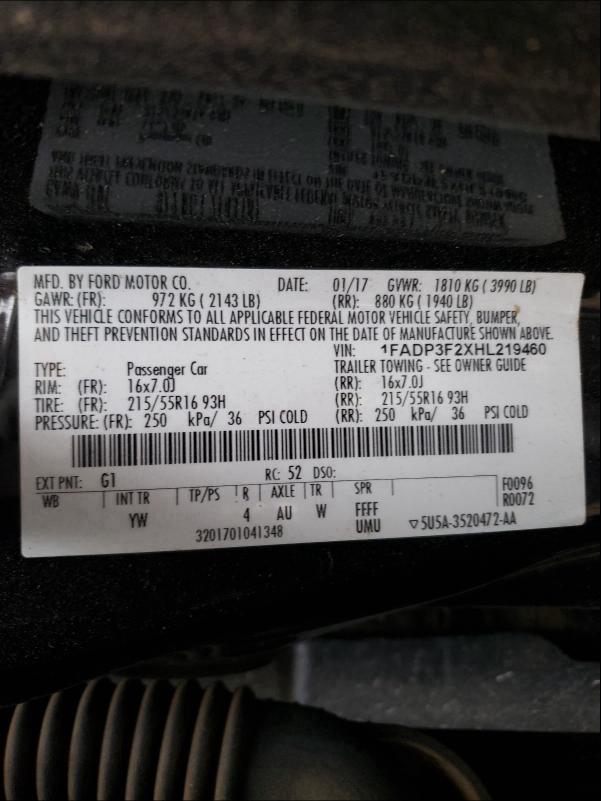 MFD. BY FORD MOTOR CO. DATE: 01/17 GVWR: 1810 KG ( 3990 LB)
GAWR: (FR): 972 KG ( 2143 LB) (RR): 880 KG ( 1940 LB)
THIS VEHICLE CONFORMS TO ALL APPLICABLE FEDERAL MOTOR VEHICLE SAFETY, BUMPER,
AND THEFT PREVENTION STANDARDS IN EFFECT ON THE DATE OF MANUFACTURE SHOWN ABOVE.
VIN: 1FADP3F2XHL219460
TYPE: Passenger Car TRAILER TOWING - SEE OWNER GUIDE
RIM: (FR): 16x7.0J (RR): 16x7.0J
TIRE: (FR): 215/55R16 93H (RR): 215/55R16 93H
PRESSURE: (FR): 250 kPa/ 36 PSI COLD (RR): 250 kPa/ 36 PSI COLD
EXT PNT: G1 RC: 52 DSO:
WB INT TR TP/PS R AXLE TR SPR F0096
R0072
YW 4 AU W FFFF
UMU
3201701041348 ▽5U5A-3520472-AA